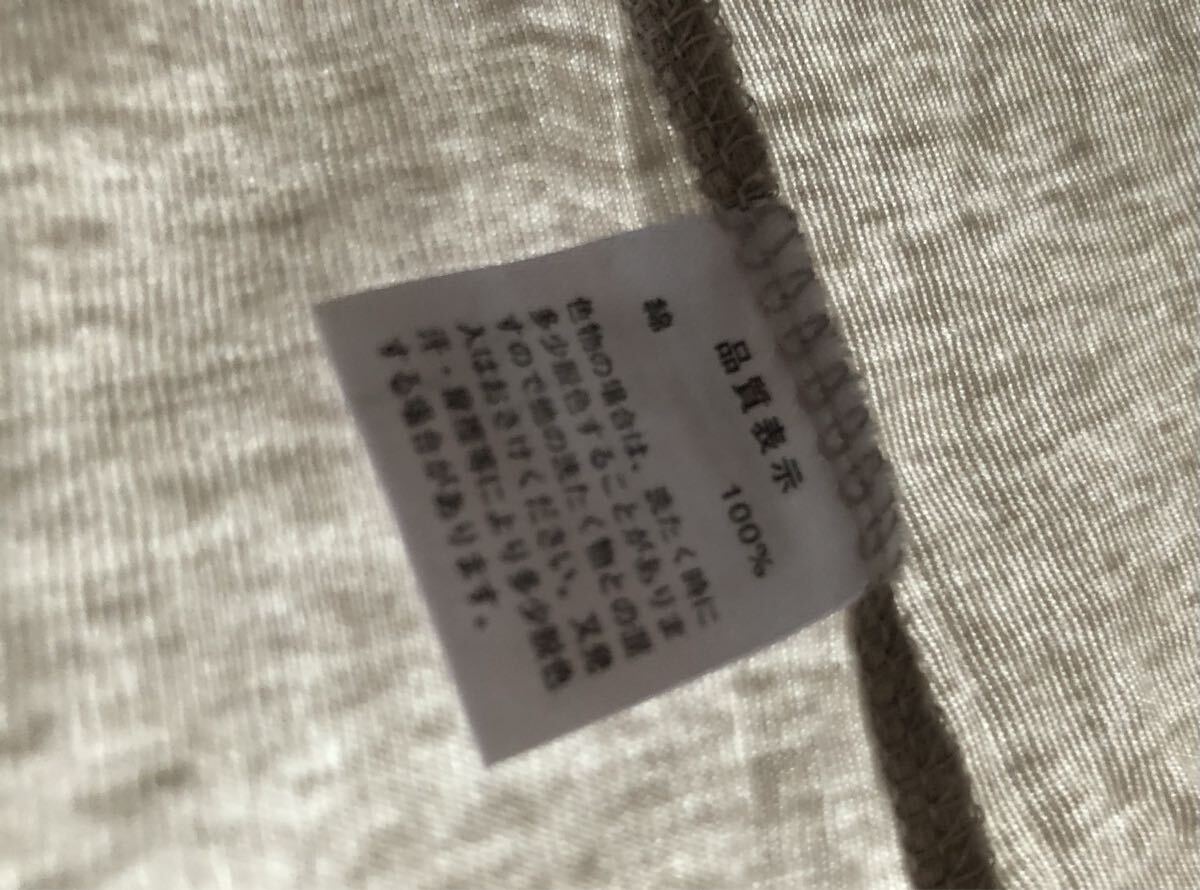 品質表示
綿 100%
色物の場合は、洗たく時に
多少脱色することがありま
すので他の洗たく物との混
入はおさけください。又発
汗・摩擦等により多少脱色
する場合があります。